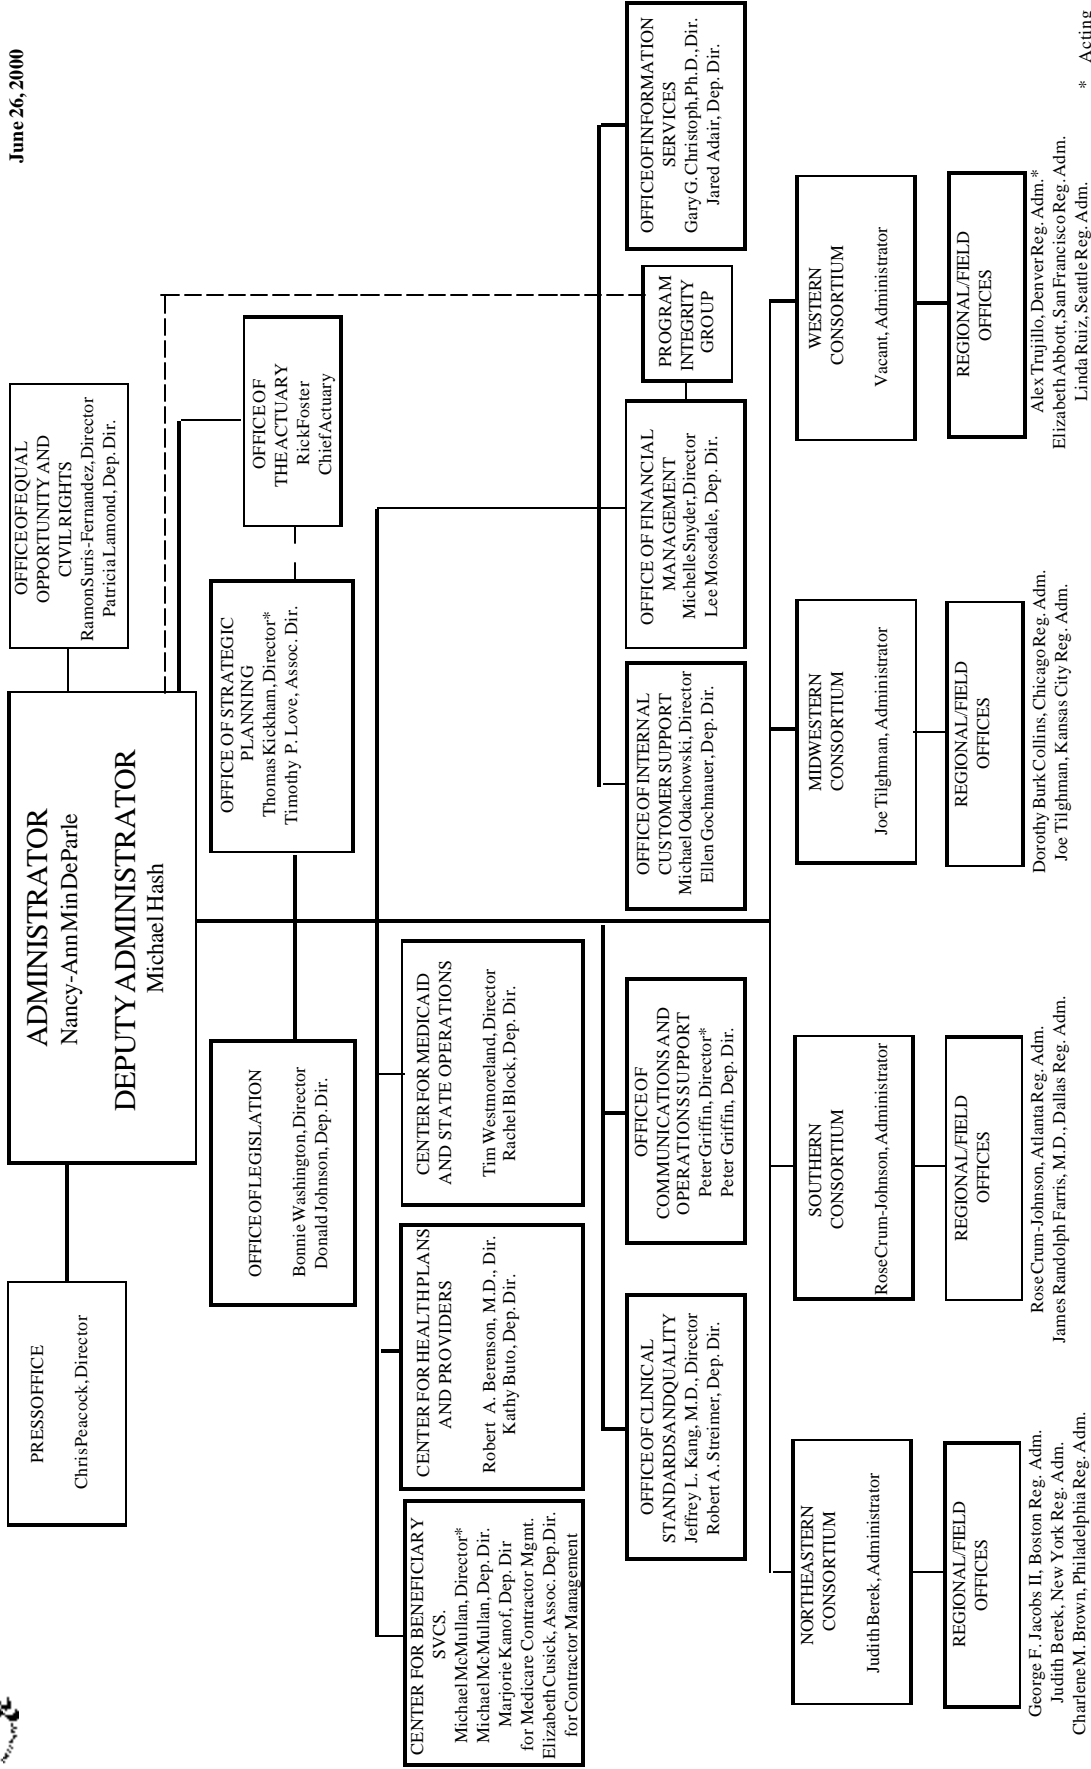 June 26, 2000
PRESS OFFICE
Chris Peacock, Director
ADMINISTRATOR
Nancy-Ann Min DeParle
DEPUTY ADMINISTRATOR
Michael Hash
OFFICE OF EQUAL
OPPORTUNITY AND
CIVIL RIGHTS
Ramon Suris-Fernandez, Director
Patricia Lamond, Dep. Dir.
OFFICE OF LEGISLATION
Bonnie Washington, Director
Donald Johnson, Dep. Dir.
OFFICE OF STRATEGIC
PLANNING
Thomas Kickham, Director*
Timothy P. Love, Assoc. Dir.
OFFICE OF
THE ACTUARY
Rick Foster
Chief Actuary
CENTER FOR BENEFICIARY
SVCS.
Michael McMullan, Director*
Michael McMullan, Dep. Dir.
Marjorie Kanof, Dep. Dir
for Medicare Contractor Mgmt.
Elizabeth Cusick, Assoc. Dep. Dir.
for Contractor Management
CENTER FOR HEALTH PLANS
AND PROVIDERS
Robert A. Berenson, M.D., Dir.
Kathy Buto, Dep. Dir.
CENTER FOR MEDICAID
AND STATE OPERATIONS
Tim Westmoreland, Director
Rachel Block, Dep. Dir.
OFFICE OF CLINICAL
STANDARDS AND QUALITY
Jeffrey L. Kang, M.D., Director
Robert A. Streimer, Dep. Dir.
OFFICE OF
COMMUNICATIONS AND
OPERATIONS SUPPORT
Peter Griffin, Director*
Peter Griffin, Dep. Dir.
OFFICE OF INTERNAL
CUSTOMER SUPPORT
Michael Odachowski, Director
Ellen Gochnauer, Dep. Dir.
OFFICE OF FINANCIAL
MANAGEMENT
Michelle Snyder, Director
Lee Mosedale, Dep. Dir.
PROGRAM
INTEGRITY
GROUP
OFFICE OF INFORMATION
SERVICES
Gary G. Christoph, Ph.D., Dir.
Jared Adair, Dep. Dir.
NORTHEASTERN
CONSORTIUM
Judith Berek, Administrator
REGIONAL/FIELD
OFFICES
George F. Jacobs II, Boston Reg. Adm.
Judith Berek, New York Reg. Adm.
Charlene M. Brown, Philadelphia Reg. Adm.
SOUTHERN
CONSORTIUM
Rose Crum-Johnson, Administrator
REGIONAL/FIELD
OFFICES
Rose Crum-Johnson, Atlanta Reg. Adm.
James Randolph Farris, M.D., Dallas Reg. Adm.
MIDWESTERN
CONSORTIUM
Joe Tilghman, Administrator
REGIONAL/FIELD
OFFICES
Dorothy Burk Collins, Chicago Reg. Adm.
Joe Tilghman, Kansas City Reg. Adm.
WESTERN
CONSORTIUM
Vacant, Administrator
REGIONAL/FIELD
OFFICES
Alex Trujillo, Denver Reg. Adm.*
Elizabeth Abbott, San Francisco Reg. Adm.
Linda Ruiz, Seattle Reg. Adm.
* Acting